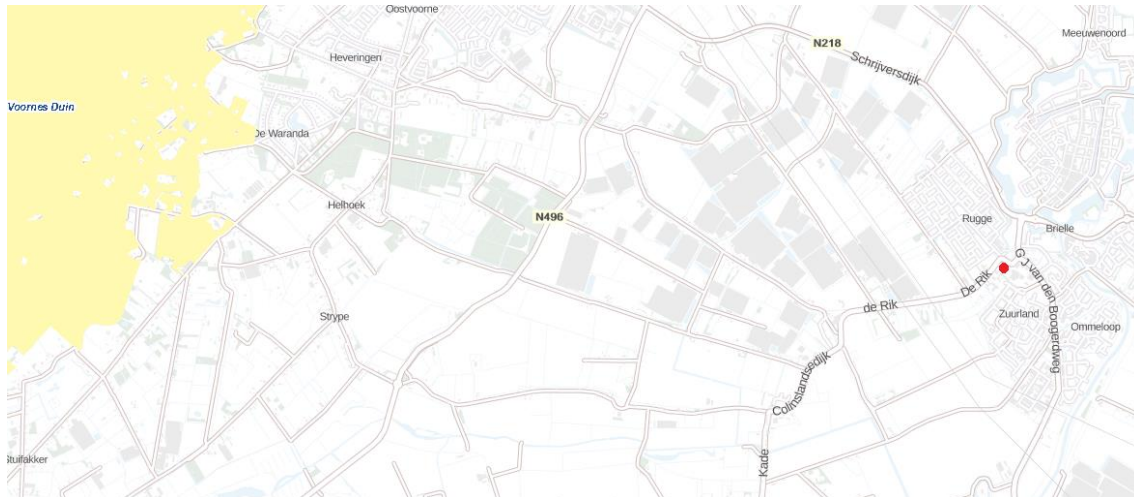 Oostvoorne
Meeuwenoord
N218
Heveringen
Schrijversdijk
Voornes Duin
De Waranda
Helhoek
N496
Rugge
Brielle
G J van den Boogerdweg
De Rik
de Rik
Zuurland
Strype
Ommeloop
Colinslandsedijk
Stuifakker
Kade